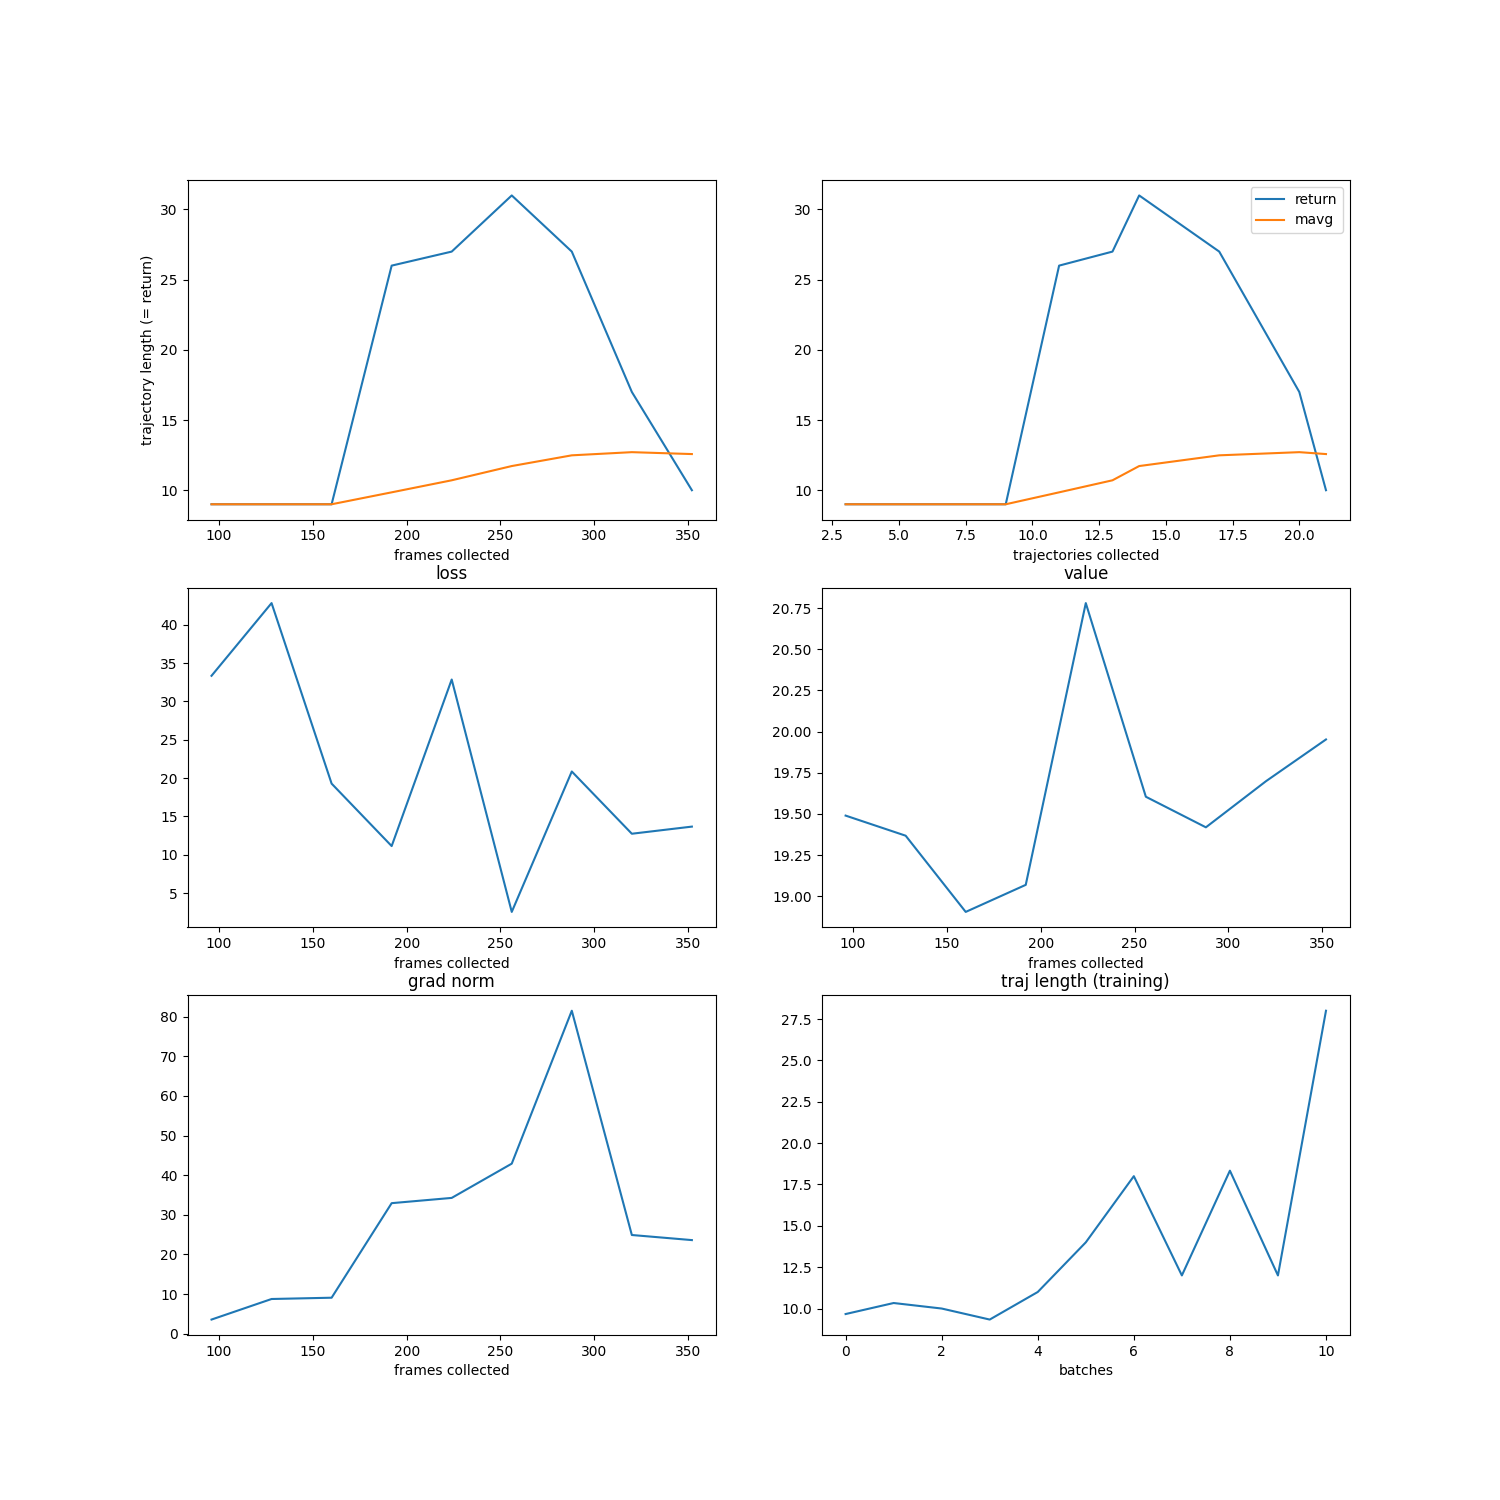 trajectory length (= return)
30
25
20
15
10
100 150 200 250 300 350
frames collected
return
mavg
30
25
20
15
10
2.5 5.0 7.5 10.0 12.5 15.0 17.5 20.0
trajectories collected
loss
40
35
30
25
20
15
10
5
100 150 200 250 300 350
frames collected
value
20.75
20.50
20.25
20.00
19.75
19.50
19.25
19.00
100 150 200 250 300 350
frames collected
grad norm
80
70
60
50
40
30
20
10
0
100 150 200 250 300 350
frames collected
traj length (training)
27.5
25.0
22.5
20.0
17.5
15.0
12.5
10.0
0 2 4 6 8 10
batches